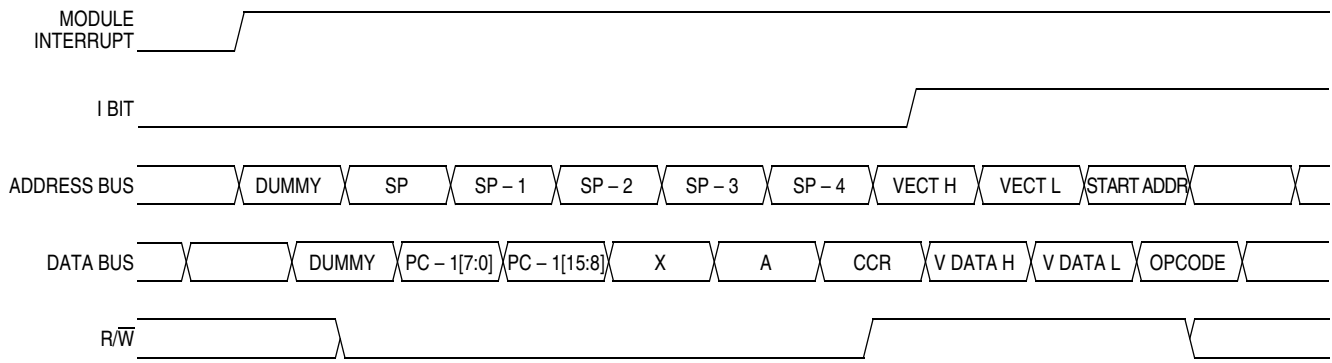 MODULE
INTERRUPT
I BIT
ADDRESS BUS DUMMY SP SP – 1 SP – 2 SP – 3 SP – 4 VECT H VECT L START ADDR
DATA BUS DUMMY PC – 1[7:0] PC – 1[15:8] X A CCR V DATA H V DATA L OPCODE
R/W̅